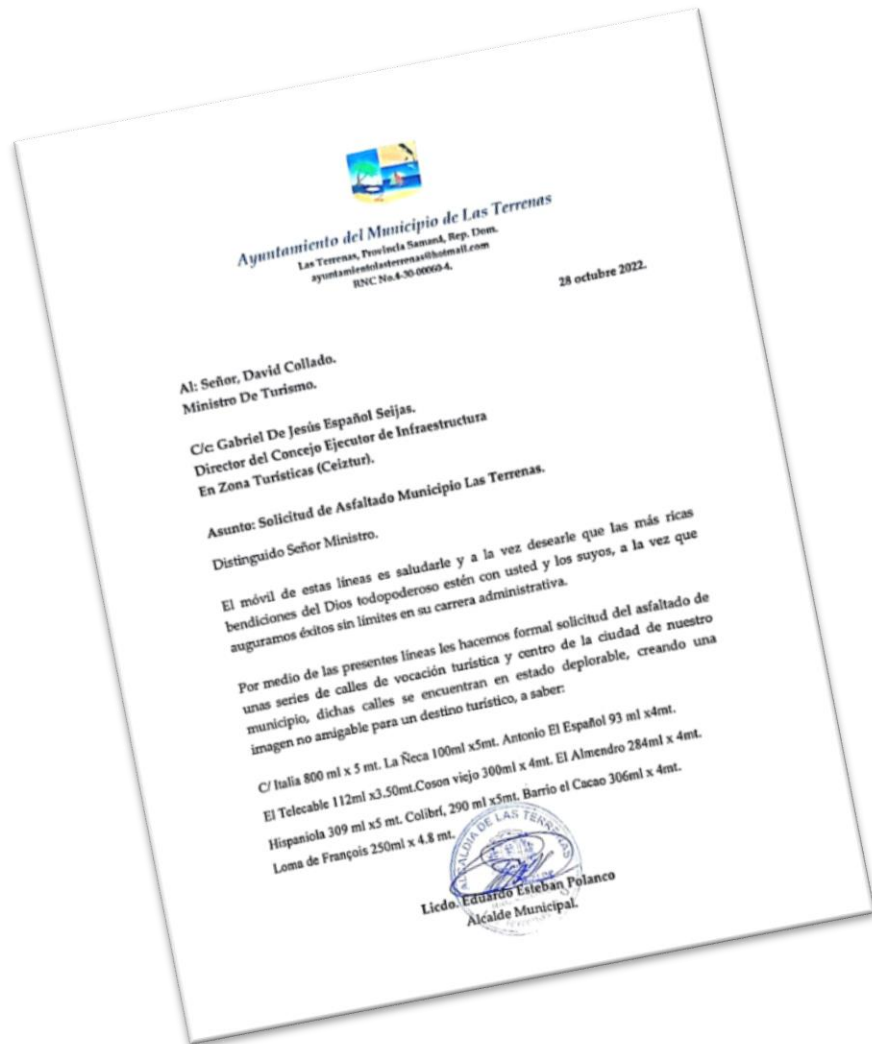 Ayuntamiento del Municipio de Las Terrenas
Las Terrenas, Provincia Samaná, Rep. Dom.
ayuntamientolasterrenas@hotmail.com
RNC No.4-30-00060-4.
28 octubre 2022.
Al: Señor, David Collado.
Ministro De Turismo.
C/c: Gabriel De Jesús Español Seijas.
Director del Concejo Ejecutor de Infraestructura
En Zona Turísticas (Ceiztur).
Asunto: Solicitud de Asfaltado Municipio Las Terrenas.
Distinguido Señor Ministro.
El móvil de estas líneas es saludarle y a la vez desearle que las más ricas
bendiciones del Dios todopoderoso estén con usted y los suyos, a la vez que
auguramos éxitos sin límites en su carrera administrativa.
Por medio de las presentes líneas les hacemos formal solicitud del asfaltado de
unas series de calles de vocación turística y centro de la ciudad de nuestro
municipio, dichas calles se encuentran en estado deplorable, creando una
imagen no amigable para un destino turístico, a saber:
C/ Italia 800 ml x 5 mt. La Ñeca 100ml x5mt. Antonio El Español 93 ml x4mt.
El Telecable 112ml x3.50mt.Coson viejo 300ml x 4mt. El Almendro 284ml x 4mt.
Hispaniola 309 ml x5 mt. Colibrí, 290 ml x5mt. Barrio el Cacao 306ml x 4mt.
Loma de François 250ml x 4.8 mt.
ALCALDIA DE LAS TERRENAS
Licdo. Eduardo Esteban Polanco
Alcalde Municipal.